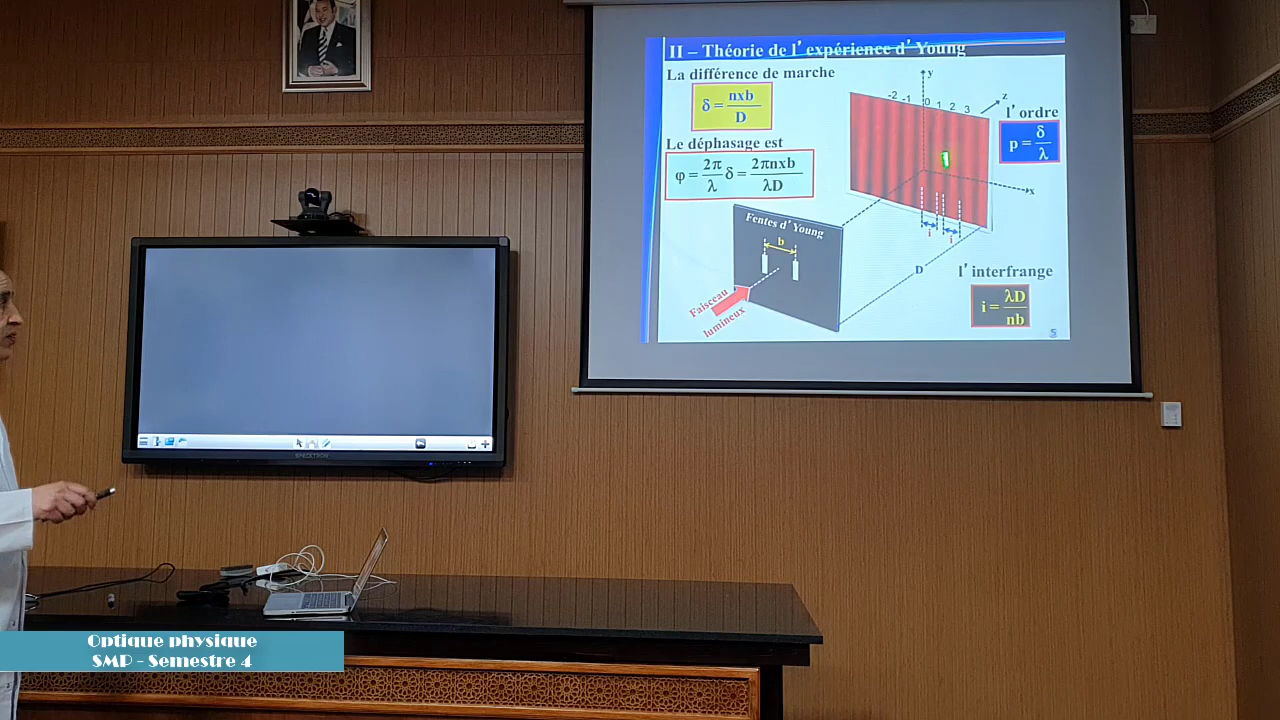 II – Théorie de l'expérience d'Young
La différence de marche
δ = nxb / D
Le déphasage est
φ = 2π/λ δ = 2πnxb / λD
y
-2 -1 0 1 2 3
z
l'ordre
p = δ / λ
x
Fentes d'Young
b
i
i
D
l'interfrange
i = λD / nb
Faisceau
lumineux
5
SPECKTRON
Optique physique
SMP - Semestre 4